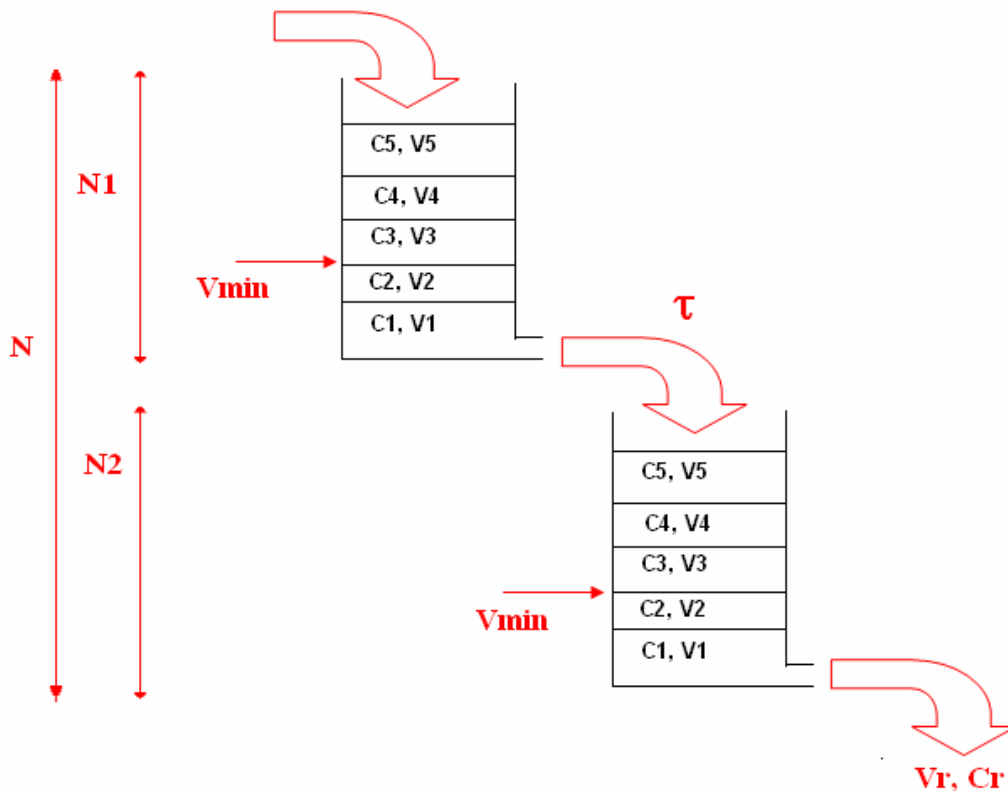 C5, V5
N1
C4, V4
C3, V3
Vmin
C2, V2
C1, V1
τ
N
N2
C5, V5
C4, V4
C3, V3
Vmin
C2, V2
C1, V1
Vr, Cr